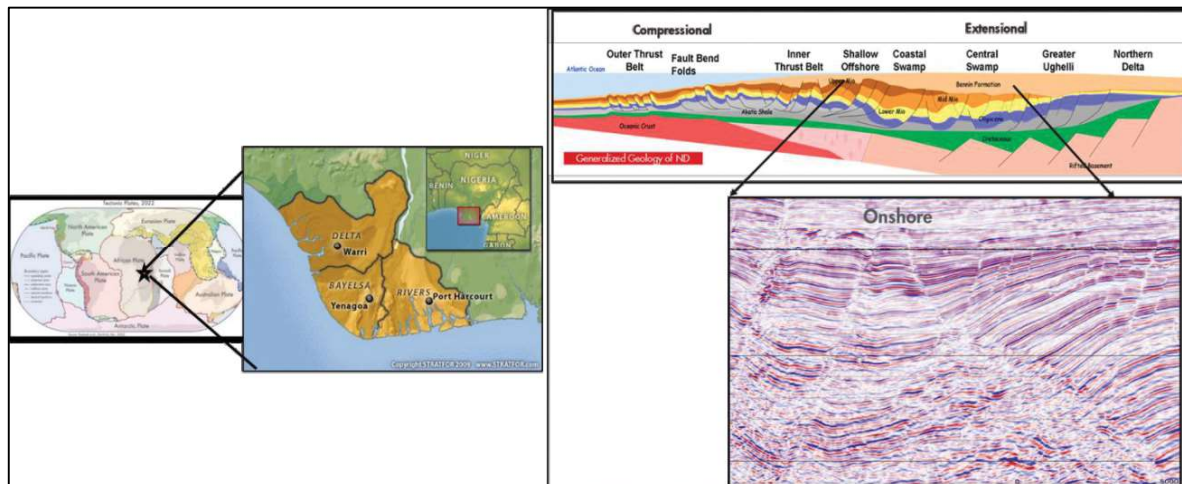 Tectonic Plates, 2022
North American
Plate
Eurasian Plate
Pacific Plate
African Plate
South American
Plate
Australian Plate
Antarctic Plate
NIGER
BENIN
NIGERIA
CAMEROON
GABON
DELTA
Warri
BAYELSA
Yenagoa
RIVERS
Port Harcourt
Copyright STRATFOR 2009 www.STRATFOR.com
Compressional
Extensional
Atlantic Ocean
Outer Thrust
Belt
Fault Bend
Folds
Inner
Thrust Belt
Shallow
Offshore
Coastal
Swamp
Central
Swamp
Greater
Ughelli
Northern
Delta
Upper Mio
Benin Formation
Mid Mio
Lower Mio
Akata Shale
Oligocene
Oceanic Crust
Cretaceous
Rifted Basement
Generalized Geology of ND
Onshore